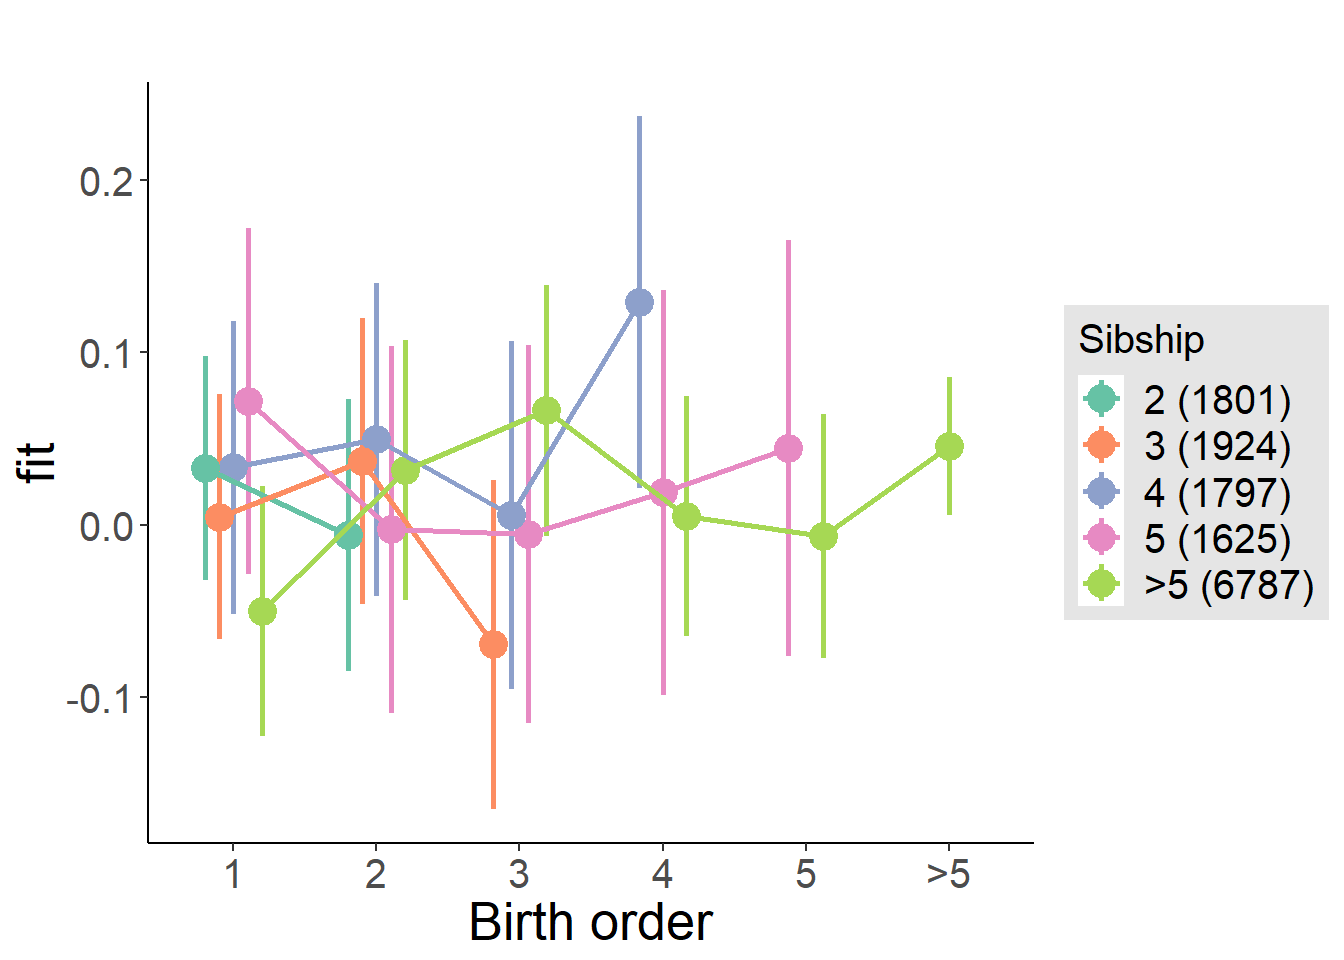 0.2
0.1
0.0
-0.1
fit
1 2 3 4 5 >5
Birth order
Sibship
2 (1801)
3 (1924)
4 (1797)
5 (1625)
>5 (6787)